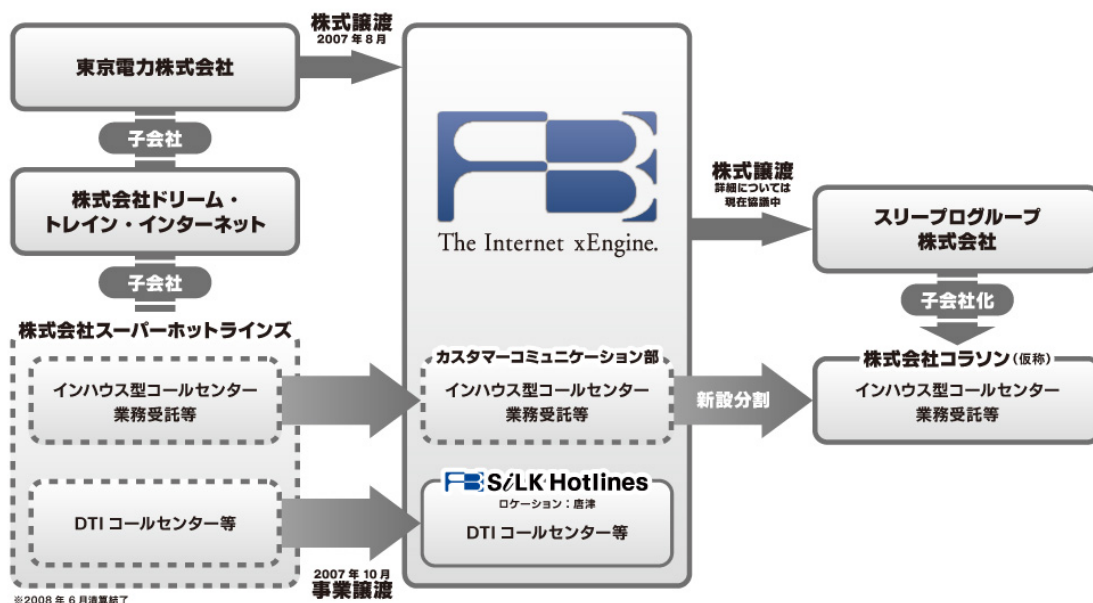 株式譲渡
2007年8月
東京電力株式会社
子会社
株式会社ドリーム・
トレイン・インターネット
子会社
株式会社スーパーホットラインズ
インハウス型コールセンター
業務受託等
DTIコールセンター等
※2008年6月清算結了
2007年10月
事業譲渡
FB
The Internet xEngine.
カスタマーコミュニケーション部
インハウス型コールセンター
業務受託等
FB SiLK Hotlines
ロケーション：唐津
DTIコールセンター等
株式譲渡
詳細については
現在協議中
スリープログループ
株式会社
子会社化
新設分割
株式会社コラソン(仮称)
インハウス型コールセンター
業務受託等